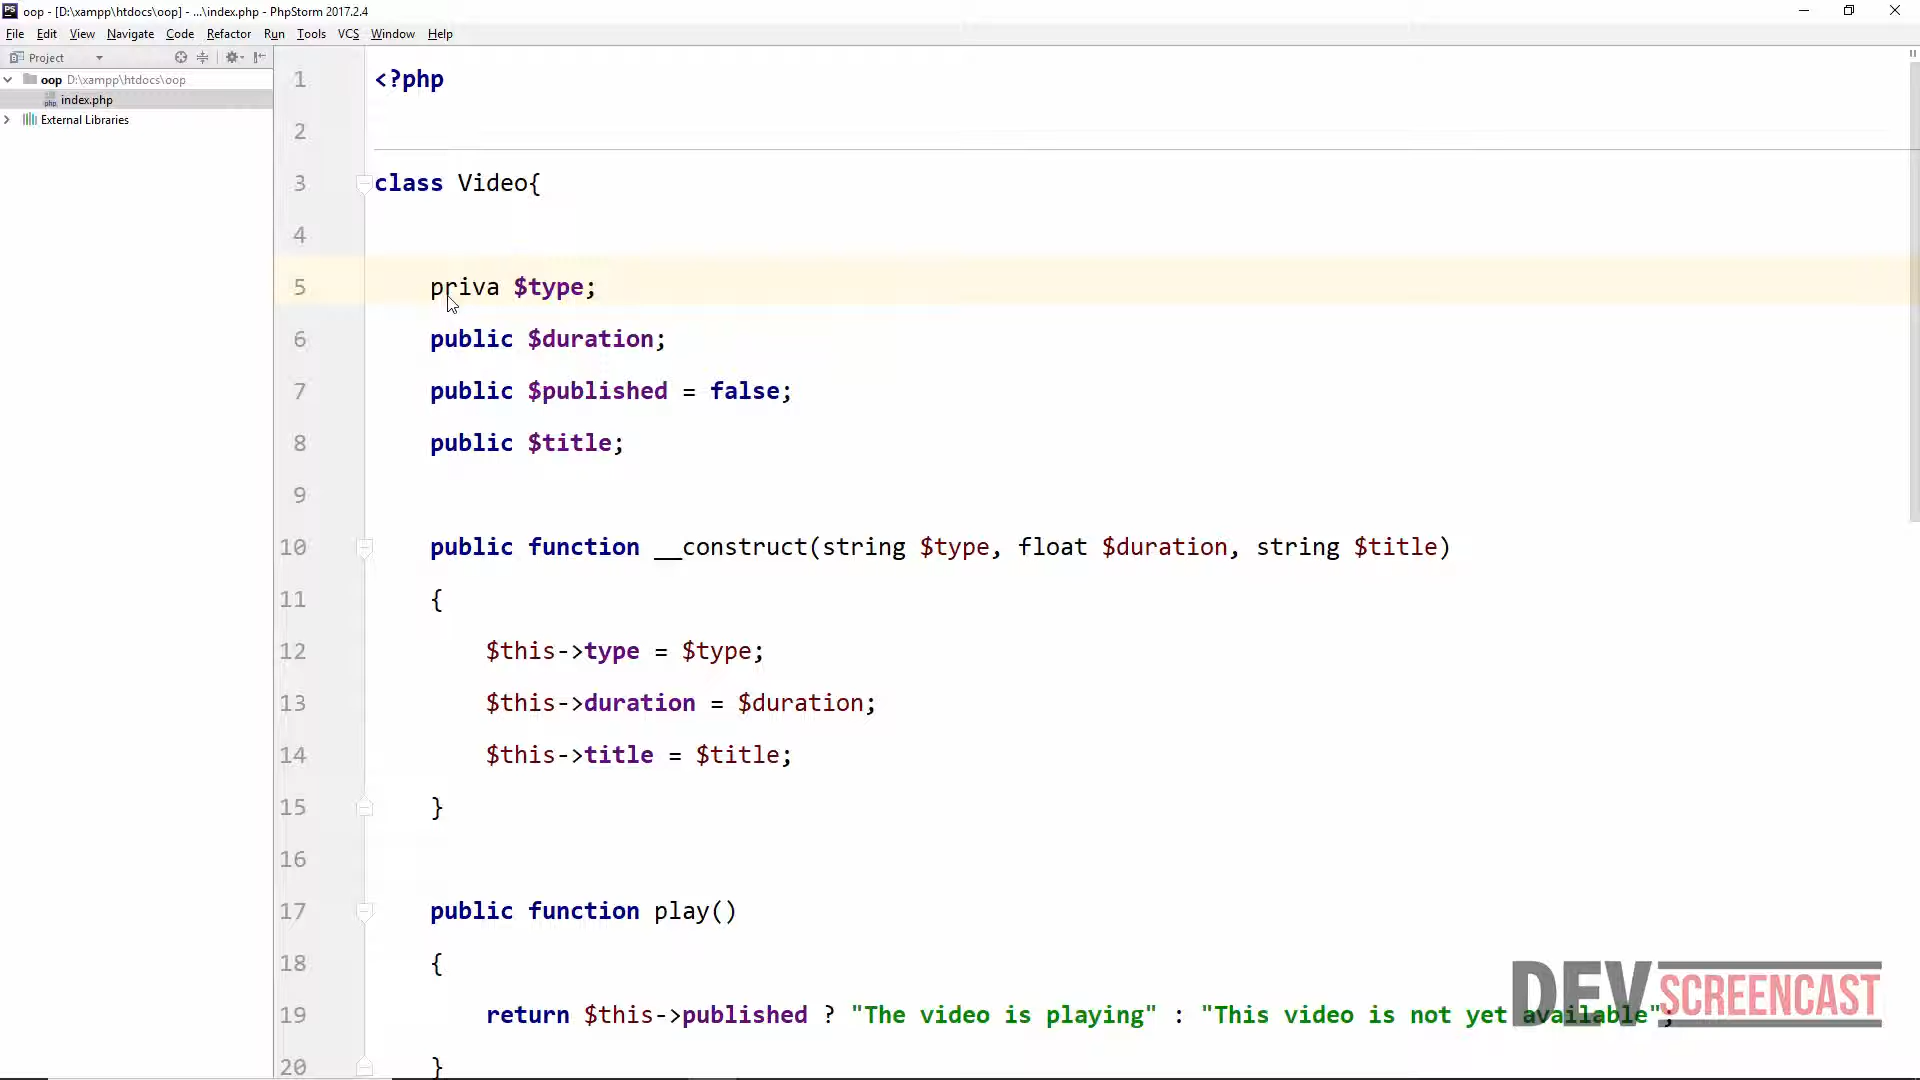 oop - [D:\xampp\htdocs\oop] - ...\index.php - PhpStorm 2017.2.4
File Edit View Navigate Code Refactor Run Tools VCS Window Help
Project
oop D:\xampp\htdocs\oop
index.php
External Libraries
1 <?php
2
3 class Video{
4
5 priva $type;
6 public $duration;
7 public $published = false;
8 public $title;
9
10 public function __construct(string $type, float $duration, string $title)
11 {
12 $this->type = $type;
13 $this->duration = $duration;
14 $this->title = $title;
15 }
16
17 public function play()
18 {
19 return $this->published ? "The video is playing" : "This video is not yet available";
20 }
DEVSCREENCAST